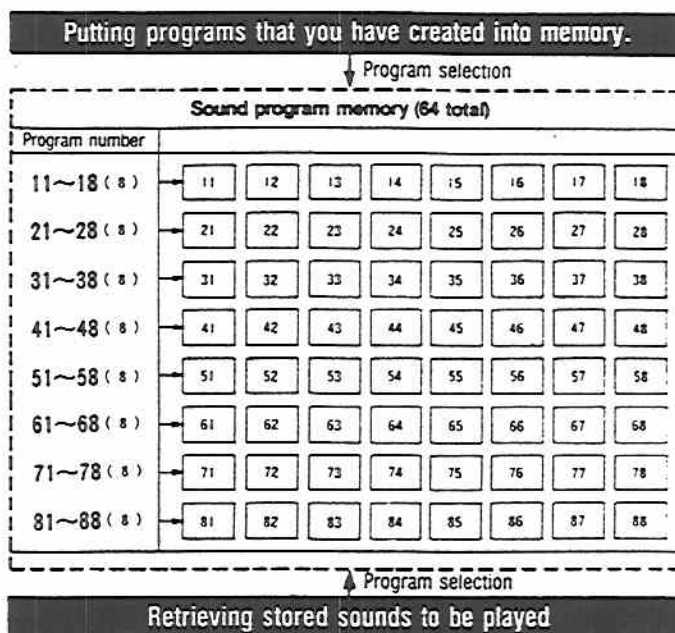 Putting programs that you have created into memory.
Program selection
Sound program memory (64 total)
Program number
11～18 (8) 11 12 13 14 15 16 17 18
21～28 (8) 21 22 23 24 25 26 27 28
31～38 (8) 31 32 33 34 35 36 37 38
41～48 (8) 41 42 43 44 45 46 47 48
51～58 (8) 51 52 53 54 55 56 57 58
61～68 (8) 61 62 63 64 65 66 67 68
71～78 (8) 71 72 73 74 75 76 77 78
81～88 (8) 81 82 83 84 85 86 87 88
Program selection
Retrieving stored sounds to be played